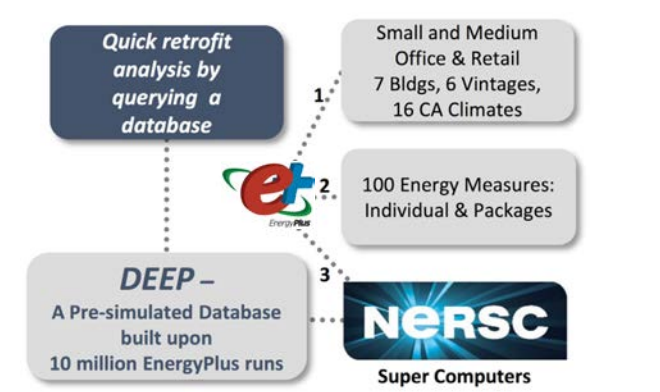 Quick retrofit
analysis by
querying a
database
Small and Medium
Office & Retail
7 Bldgs, 6 Vintages,
16 CA Climates
1
e+
EnergyPlus
2
100 Energy Measures:
Individual & Packages
3
DEEP –
A Pre-simulated Database
built upon
10 million EnergyPlus runs
NERSC
Super Computers